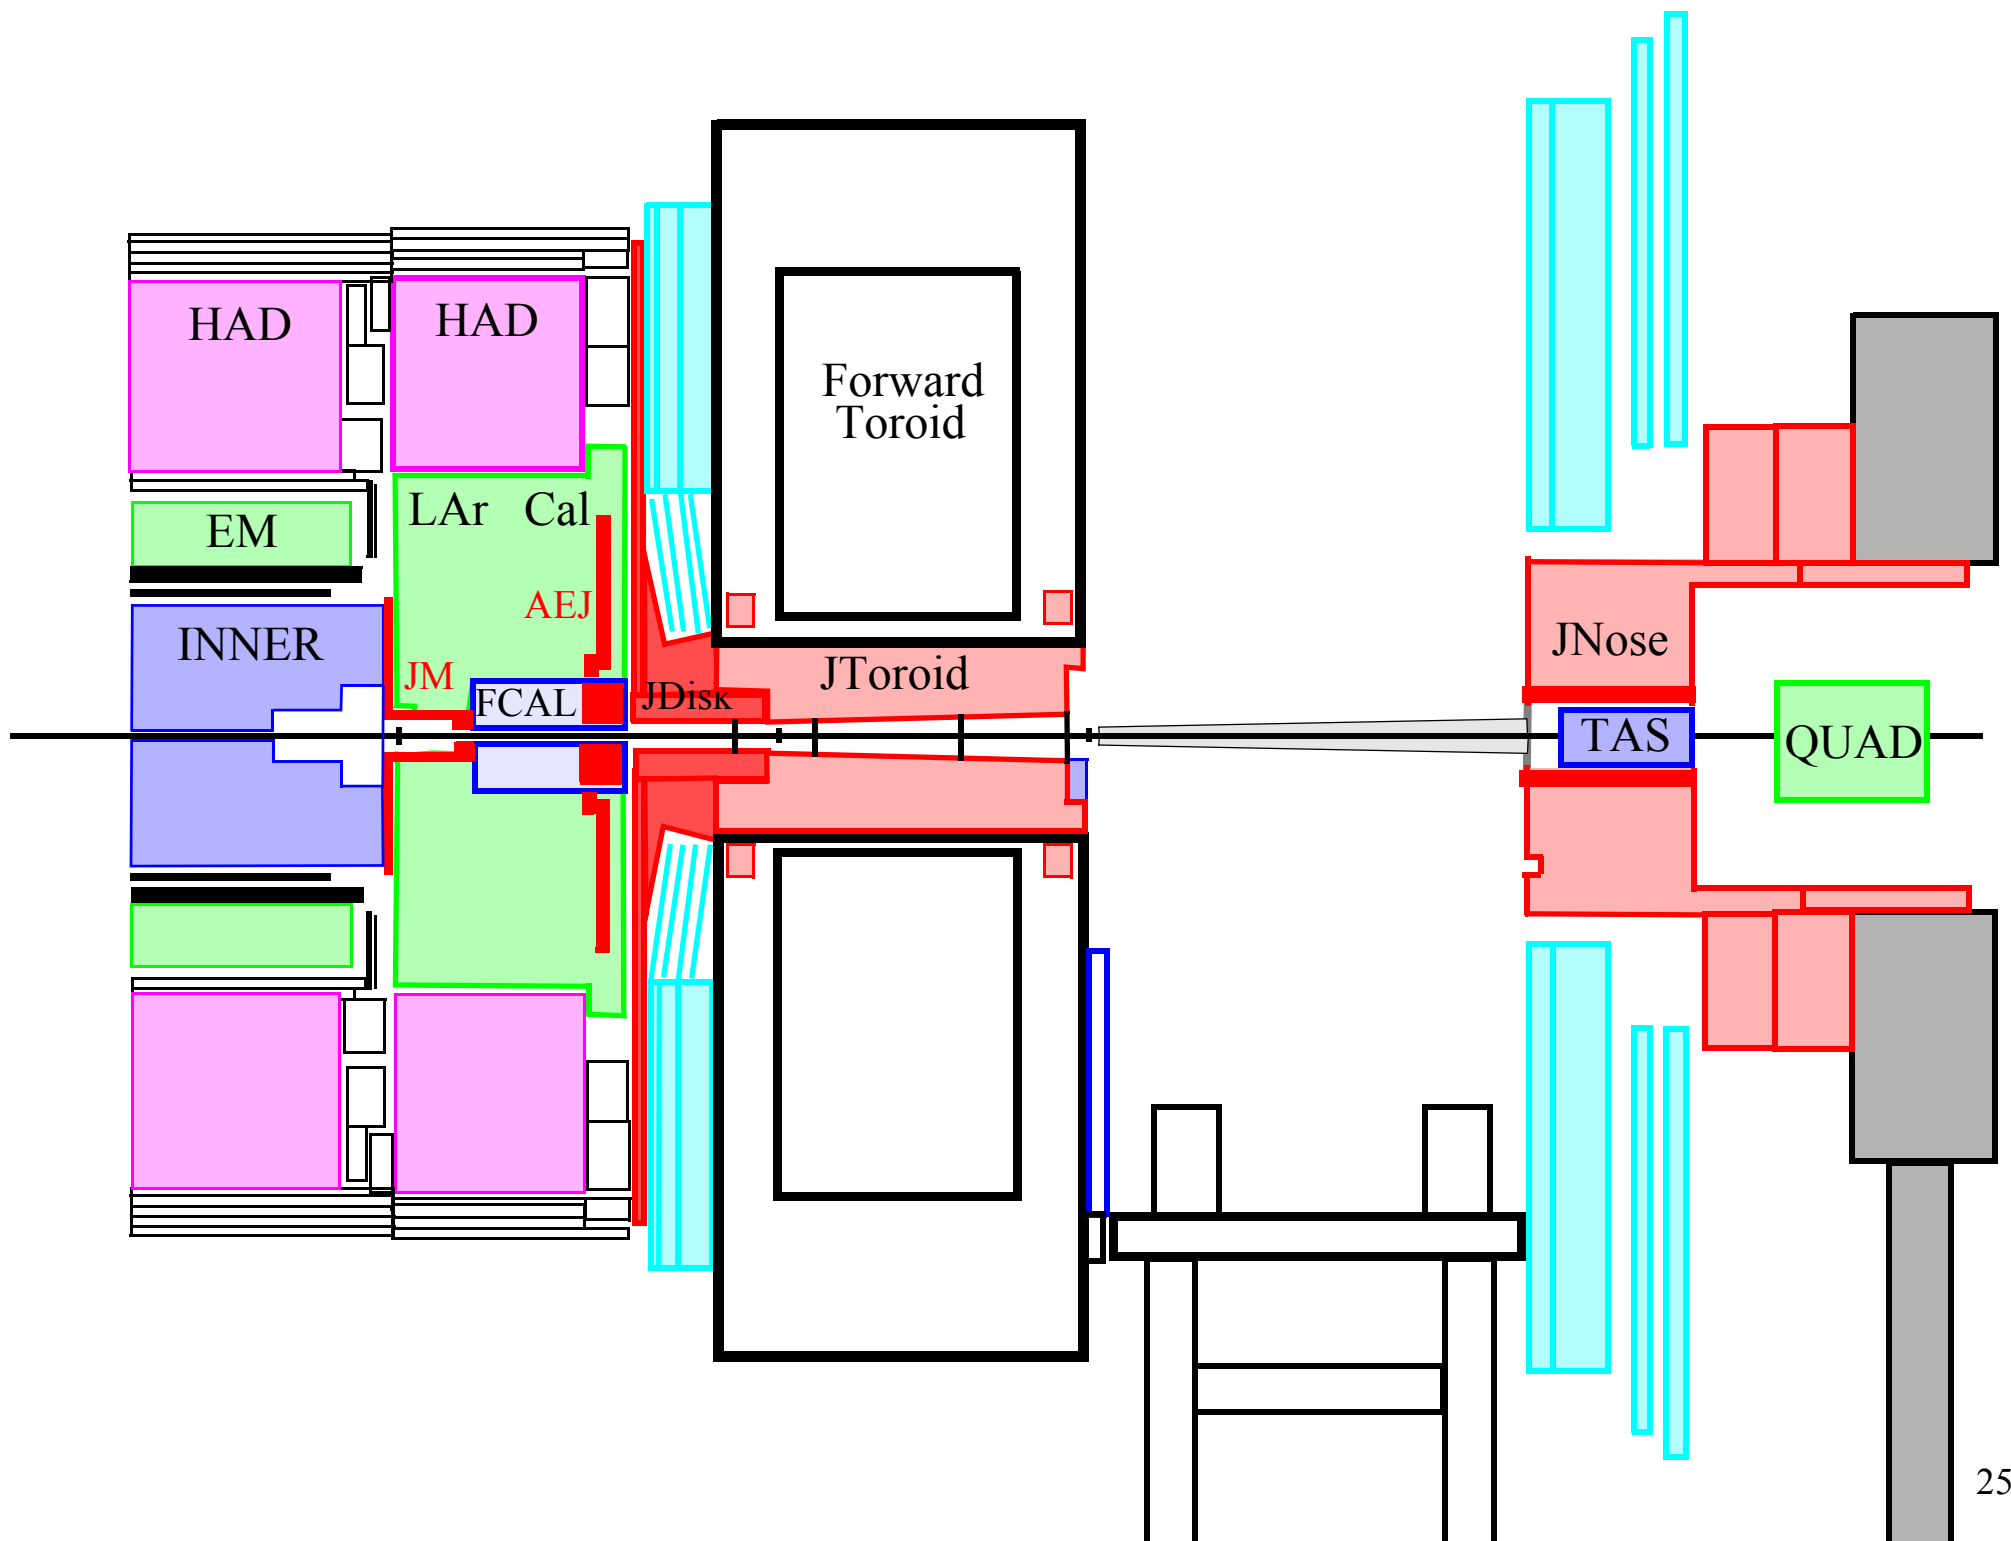 HAD
HAD
Forward
Toroid
LAr Cal
EM
AEJ
INNER
JM
FCAL
JDisk
JToroid
JNose
TAS
QUAD
25